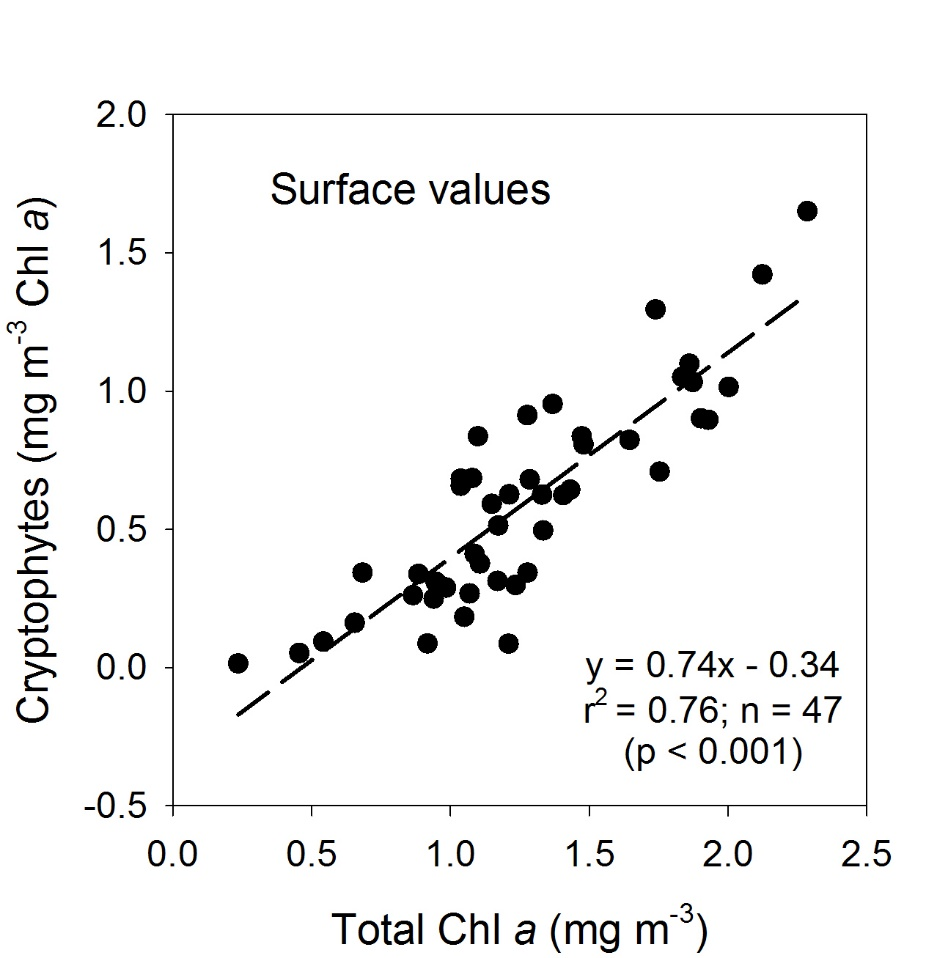 Surface values
2.0
1.5
1.0
0.5
0.0
-0.5
Cryptophytes (mg m-3 Chl a)
y = 0.74x - 0.34
r2 = 0.76; n = 47
(p < 0.001)
0.0 0.5 1.0 1.5 2.0 2.5
Total Chl a (mg m-3)